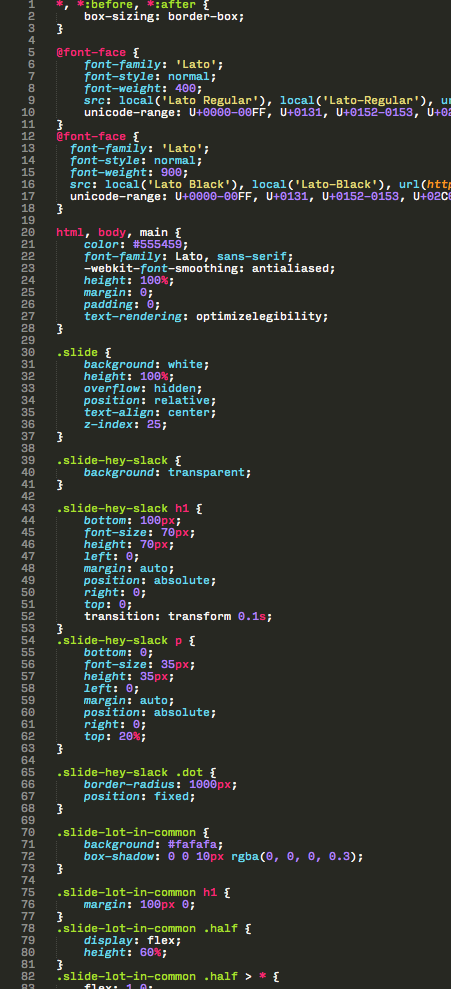 1 *, *:before, *:after {
2 box-sizing: border-box;
3 }
4
5 @font-face {
6 font-family: 'Lato';
7 font-style: normal;
8 font-weight: 400;
9 src: local('Lato Regular'), local('Lato-Regular'), ur
10 unicode-range: U+0000-00FF, U+0131, U+0152-0153, U+02
11 }
12 @font-face {
13 font-family: 'Lato';
14 font-style: normal;
15 font-weight: 900;
16 src: local('Lato Black'), local('Lato-Black'), url(http
17 unicode-range: U+0000-00FF, U+0131, U+0152-0153, U+02C6
18 }
19
20 html, body, main {
21 color: #555459;
22 font-family: Lato, sans-serif;
23 -webkit-font-smoothing: antialiased;
24 height: 100%;
25 margin: 0;
26 padding: 0;
27 text-rendering: optimizelegibility;
28 }
29
30 .slide {
31 background: white;
32 height: 100%;
33 overflow: hidden;
34 position: relative;
35 text-align: center;
36 z-index: 25;
37 }
38
39 .slide-hey-slack {
40 background: transparent;
41 }
42
43 .slide-hey-slack h1 {
44 bottom: 100px;
45 font-size: 70px;
46 height: 70px;
47 left: 0;
48 margin: auto;
49 position: absolute;
50 right: 0;
51 top: 0;
52 transition: transform 0.1s;
53 }
54 .slide-hey-slack p {
55 bottom: 0;
56 font-size: 35px;
57 height: 35px;
58 left: 0;
59 margin: auto;
60 position: absolute;
61 right: 0;
62 top: 20%;
63 }
64
65 .slide-hey-slack .dot {
66 border-radius: 1000px;
67 position: fixed;
68 }
69
70 .slide-lot-in-common {
71 background: #fafafa;
72 box-shadow: 0 0 10px rgba(0, 0, 0, 0.3);
73 }
74
75 .slide-lot-in-common h1 {
76 margin: 100px 0;
77 }
78 .slide-lot-in-common .half {
79 display: flex;
80 height: 60%;
81 }
82 .slide-lot-in-common .half > * {
83 flex: 1 0;